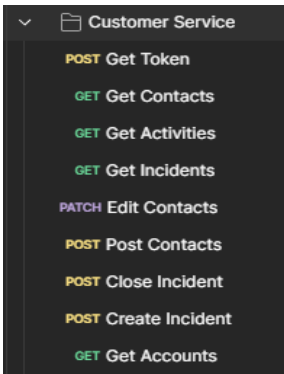 Customer Service
POST Get Token
GET Get Contacts
GET Get Activities
GET Get Incidents
PATCH Edit Contacts
POST Post Contacts
POST Close Incident
POST Create Incident
GET Get Accounts